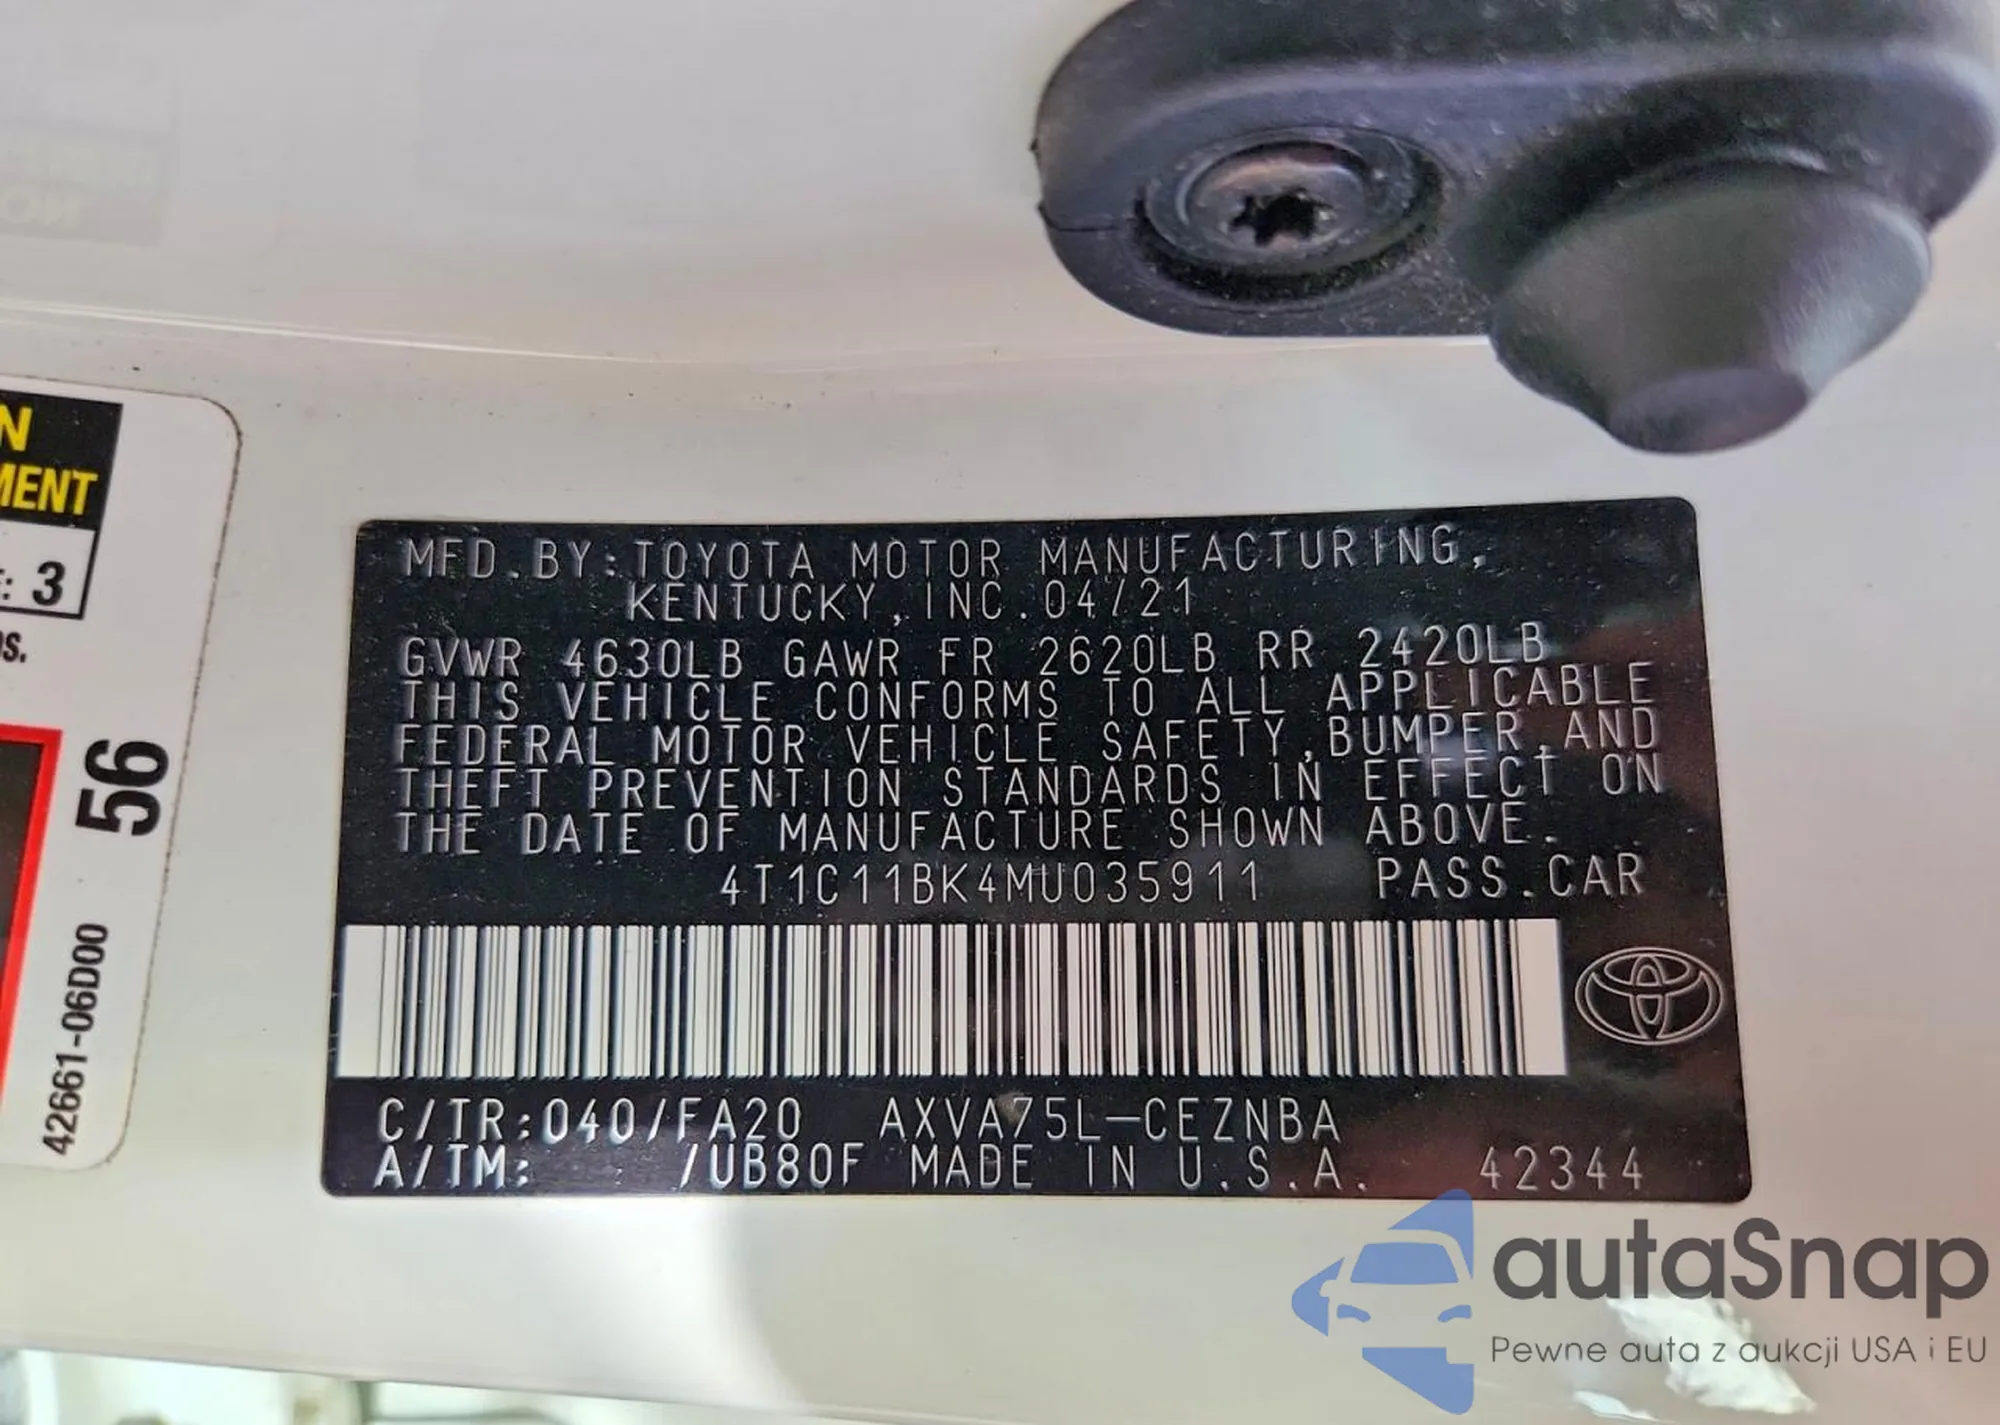 N
MENT
: 3
s.
56
42661-06D00
MFD.BY:TOYOTA MOTOR MANUFACTURING,
KENTUCKY,INC.04/21
GVWR 4630LB GAWR FR 2620LB RR 2420LB
THIS VEHICLE CONFORMS TO ALL APPLICABLE
FEDERAL MOTOR VEHICLE SAFETY,BUMPER,AND
THEFT PREVENTION STANDARDS IN EFFECT ON
THE DATE OF MANUFACTURE SHOWN ABOVE.
4T1C11BK4MU035911 PASS.CAR
C/TR:040/FA20 AXVA75L-CEZNBA
A/TM: /UB80F MADE IN U.S.A. 42344
autaSnap
Pewne auta z aukcji USA i EU